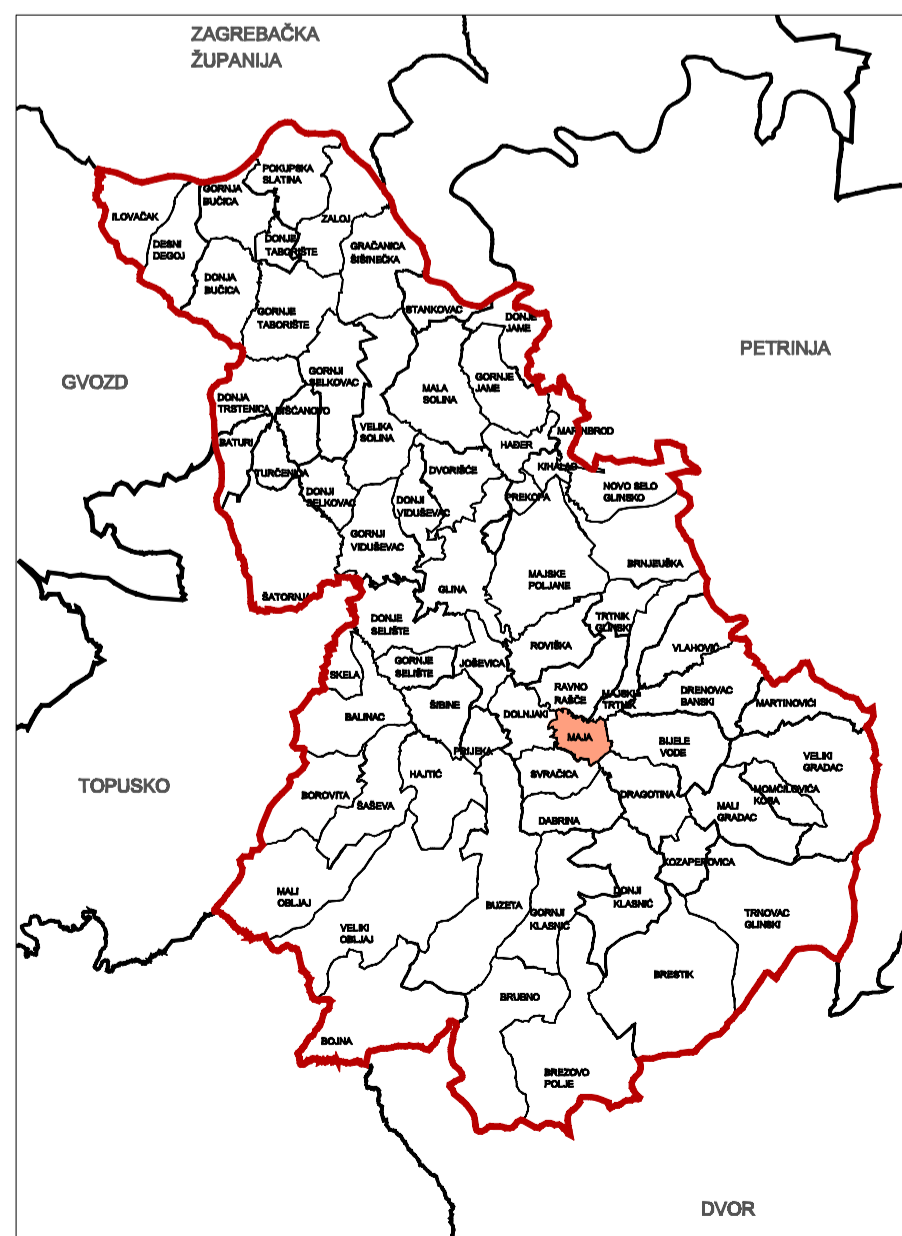 ZAGREBAČKA
ŽUPANIJA
POKUPSKA
SLATINA
GORNJA
BUČICA
ILOVAČAK
ZALOJ
DESNI
DEGOJ
DONJE
TABORIŠTE
GRAČANICA
ŠIŠINEČKA
DONJA
BUČICA
GORNJE
TABORIŠTE
STANKOVAC
DONJE
JAME
PETRINJA
GVOZD
GORNJI
SELKOVAC
GORNJE
JAME
MALA
SOLINA
DONJA
TRSTENICA
BIŠĆANOVO
VELIKA
SOLINA
MARINBROD
BATURI
HAĐER
TURČENICA
DVORIŠĆE
KIHALAC
NOVO SELO
GLINSKO
DONJI
SELKOVAC
DONJI
VIDUŠEVAC
PREKOPA
GORNJI
VIDUŠEVAC
BRNJEUŠKA
MAJSKE
POLJANE
GLINA
ŠATORNJA
DONJE
SELIŠTE
TRTNIK
GLINSKI
ROVIŠKA
VLAHOVIĆ
GORNJE
SELIŠTE
JOŠEVICA
SKELA
RAVNO
RAŠĆE
MAJSKI
TRTNIK
DRENOVAC
BANSKI
MARTINOVIĆI
ŠIBINE
DOLNJAKI
BALINAC
MAJA
BIJELE
VODE
PRIJEKA
VELIKI
GRADAC
TOPUSKO
HAJTIĆ
SVRAČICA
BOROVITA
ŠAŠEVA
DRAGOTINA
MOMČILOVIĆA
KOSA
MALI
GRADAC
DABRINA
KOZAPEROVICA
MALI
OBLJAJ
DONJI
KLASNIĆ
BUZETA
GORNJI
KLASNIĆ
TRNOVAC
GLINSKI
VELIKI
OBLJAJ
BRESTIK
BRUBNO
BOJNA
BREZOVO
POLJE
DVOR